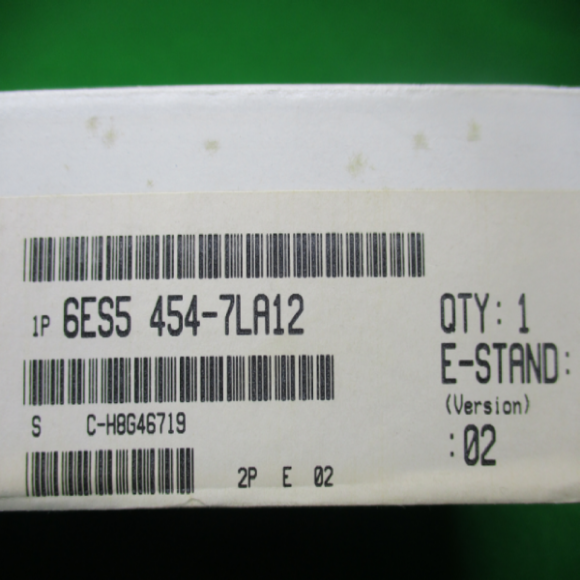 1P 6ES5 454-7LA12
QTY: 1
E-STAND:
(Version)
:02
S C-H8G46719
2P E 02